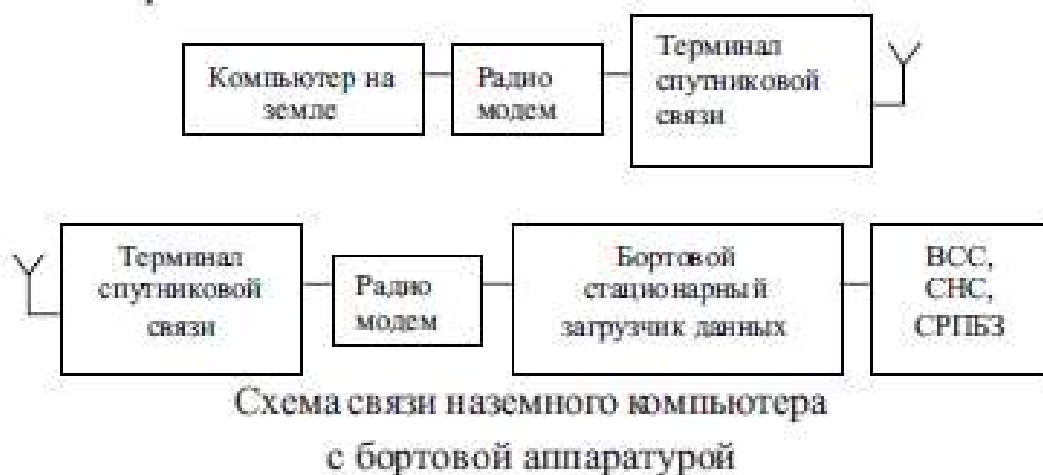 Компьютер на
земле
Радио
модем
Терминал
спутниковой
связи
Терминал
спутниковой
связи
Радио
модем
Бортовой
стационарный
загрузчик данных
ВСС,
СНС,
СРПБЗ
Схема связи наземного компьютера
с бортовой аппаратурой